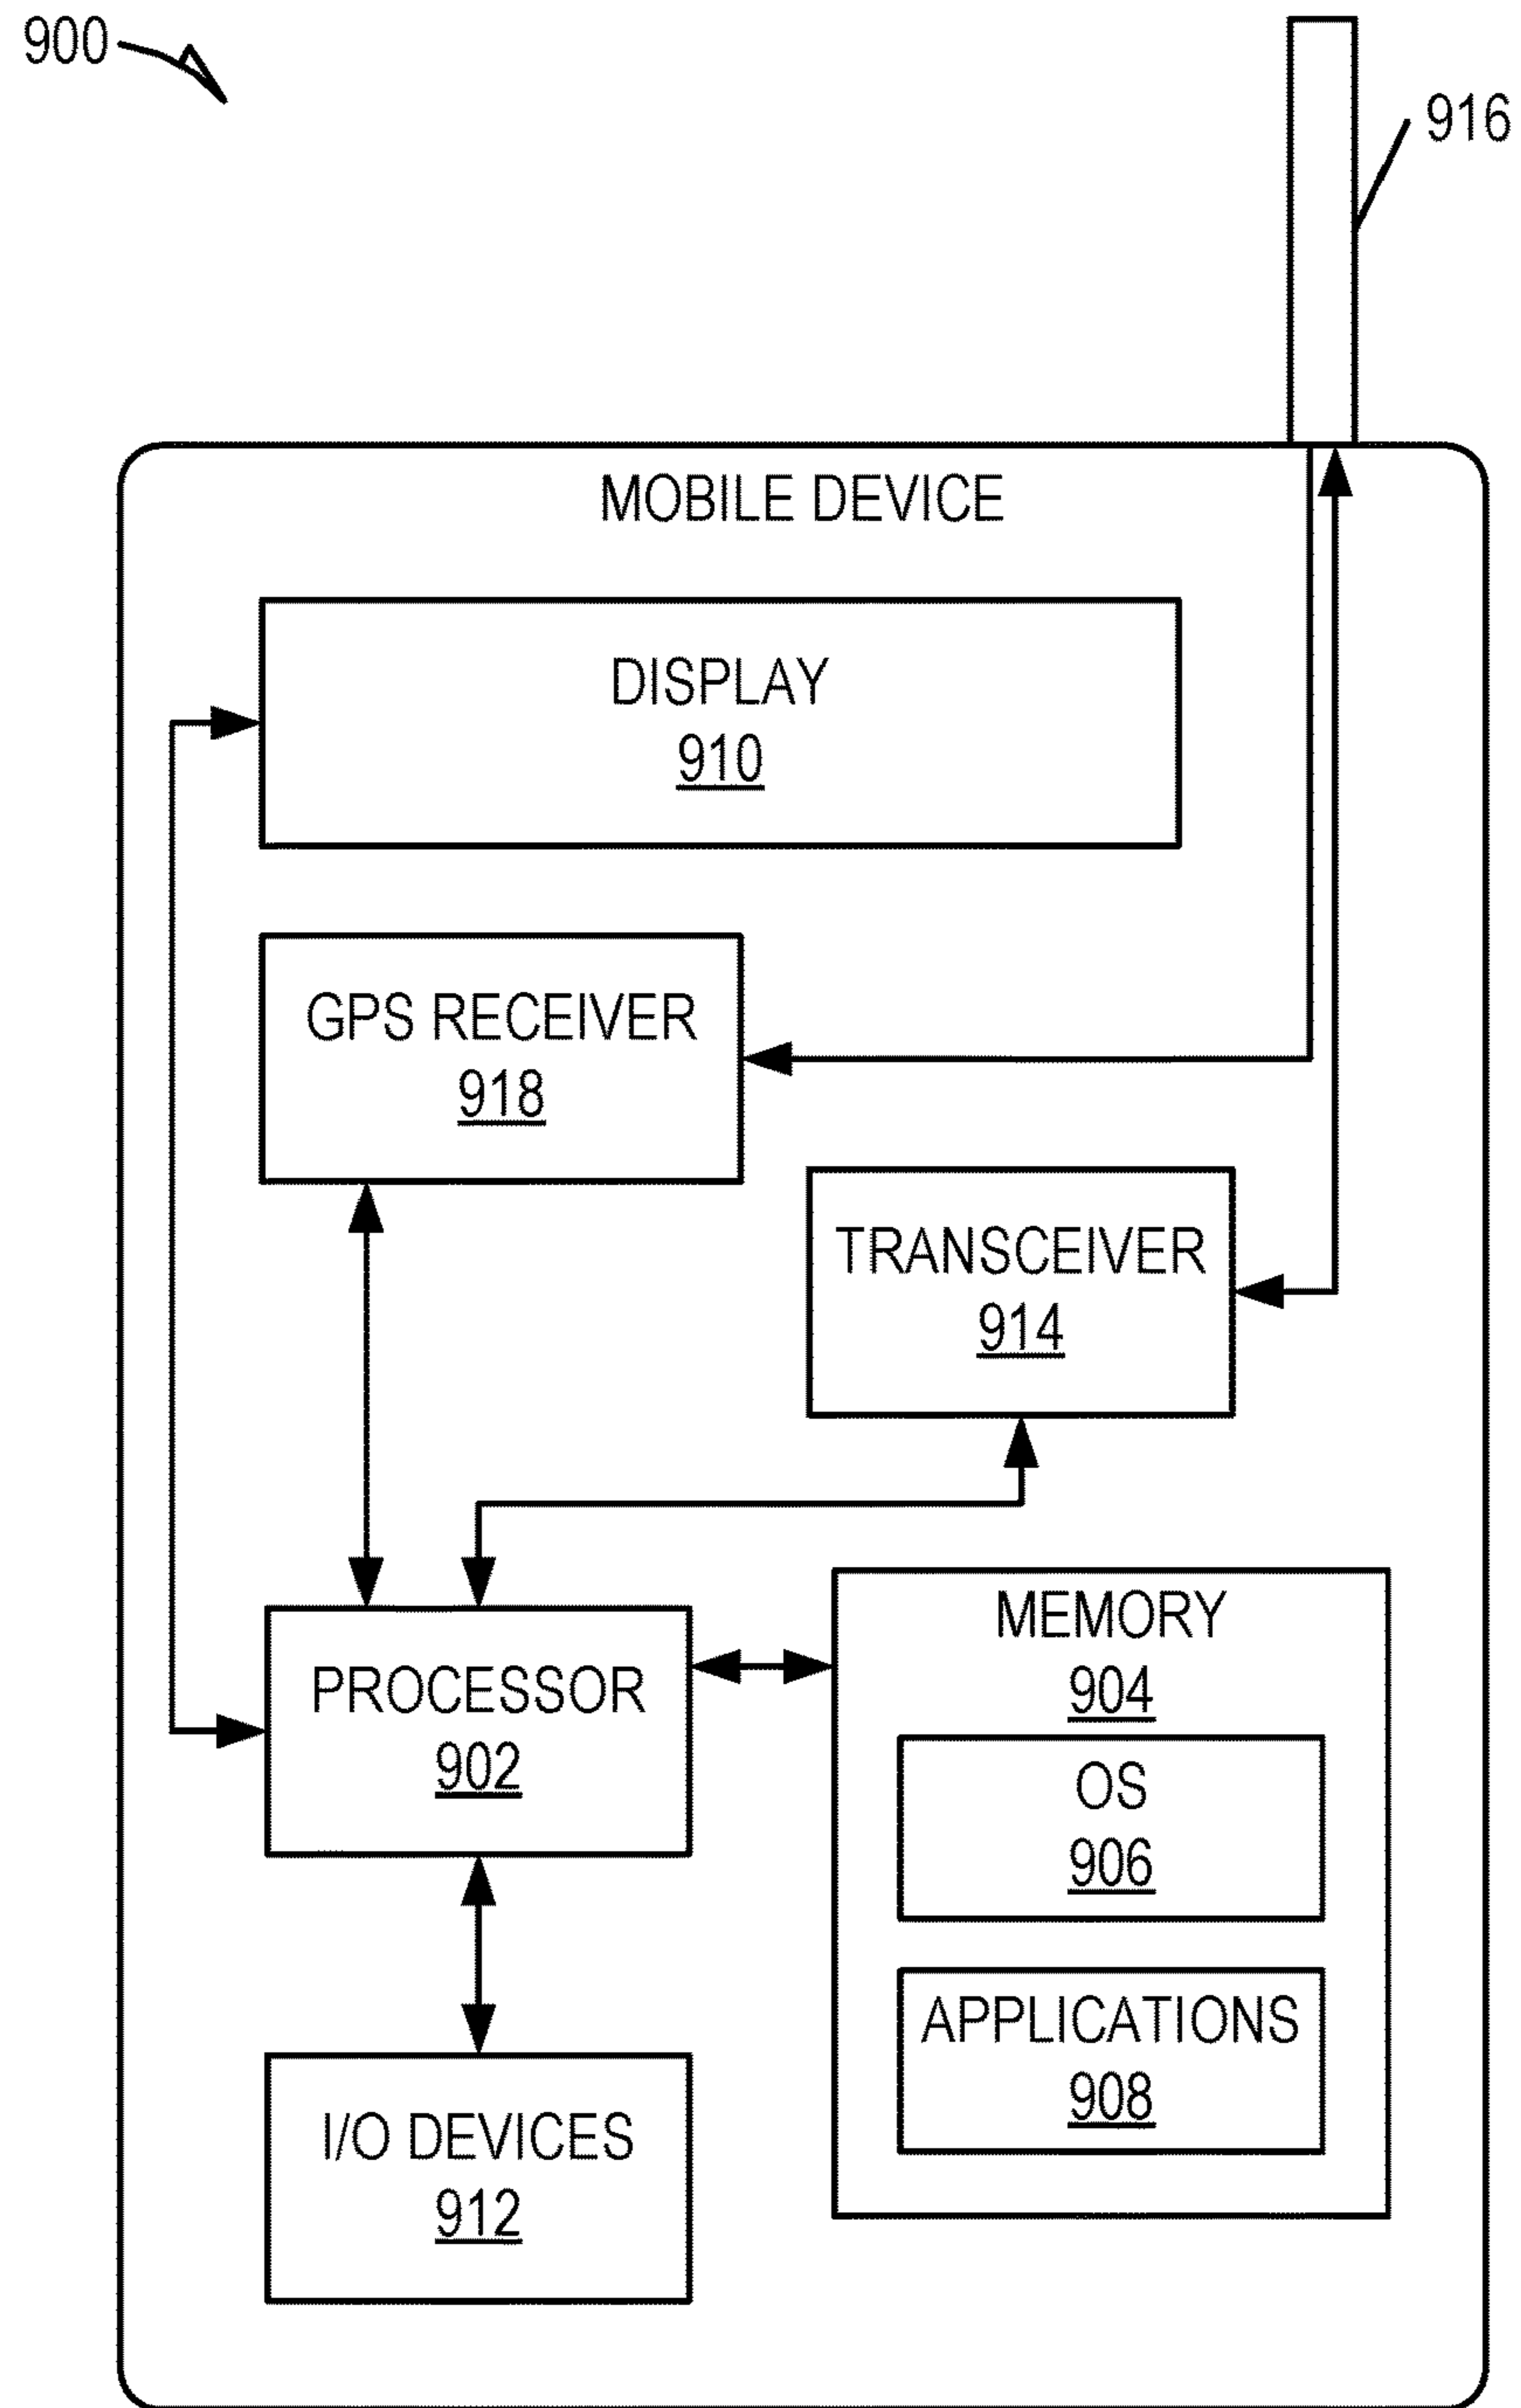 900
916
MOBILE DEVICE
DISPLAY
910
GPS RECEIVER
918
TRANSCEIVER
914
MEMORY
904
PROCESSOR
902
OS
906
APPLICATIONS
908
I/O DEVICES
912